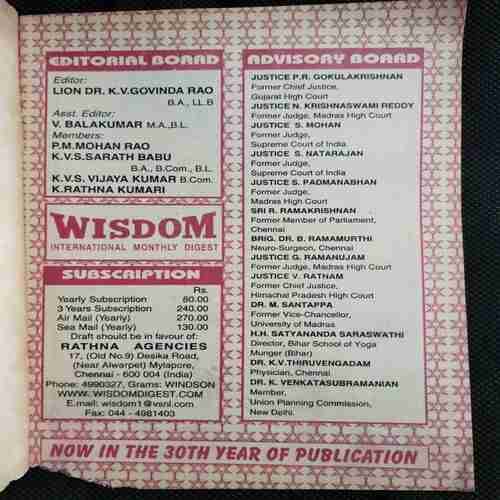 EDITORIAL BOARD
Editor:
LION DR. K.V.GOVINDA RAO
B.A., LL.B
Asst. Editor:
V. BALAKUMAR M.A.,B.L.
Members:
P.M.MOHAN RAO
K.V.S.SARATH BABU
B.A., B.Com., B.L.
K.V.S. VIJAYA KUMAR B.Com.
K.RATHNA KUMARI
WISDOM
INTERNATIONAL MONTHLY DIGEST
SUBSCRIPTION
Rs.
Yearly Subscription 80.00
3 Years Subscription 240.00
Air Mail (Yearly) 270.00
Sea Mail (Yearly) 130.00
Draft should be in favour of:
RATHNA AGENCIES
17, (Old No.9) Desika Road,
(Near Alwarpet) Mylapore,
Chennai - 600 004 (India)
Phone: 4990327, Grams: WINDSON
WWW.WISDOMDIGEST.COM
E.mail: wisdom1@vsnl.com
Fax: 044 - 4981403
ADVISORY BOARD
JUSTICE P.R. GOKULAKRISHNAN
Former Chief Justice,
Gujarat High Court
JUSTICE N. KRISHNASWAMI REDDY
Former Judge, Madras High Court
JUSTICE S. MOHAN
Former Judge,
Supreme Court of India.
JUSTICE S. NATARAJAN
Former Judge,
Supreme Court of India
JUSTICE S. PADMANABHAN
Former Judge,
Madras High Court
SRI R. RAMAKRISHNAN
Former Member of Parliament,
Chennai
BRIG. DR. B. RAMAMURTHI
Neuro-Surgeon, Chennai
JUSTICE G. RAMANUJAM
Former Judge, Madras High Court
JUSTICE V. RATNAM
Former Chief Justice,
Himachal Pradesh High Court
DR. M. SANTAPPA
Former Vice-Chancellor,
University of Madras
H.H. SATYANANDA SARASWATHI
Director, Bihar School of Yoga
Munger (Bihar)
DR. K.V.THIRUVENGADAM
Physician, Chennai
DR. K. VENKATASUBRAMANIAN
Member,
Union Planning Commission,
New Delhi.
NOW IN THE 30TH YEAR OF PUBLICATION